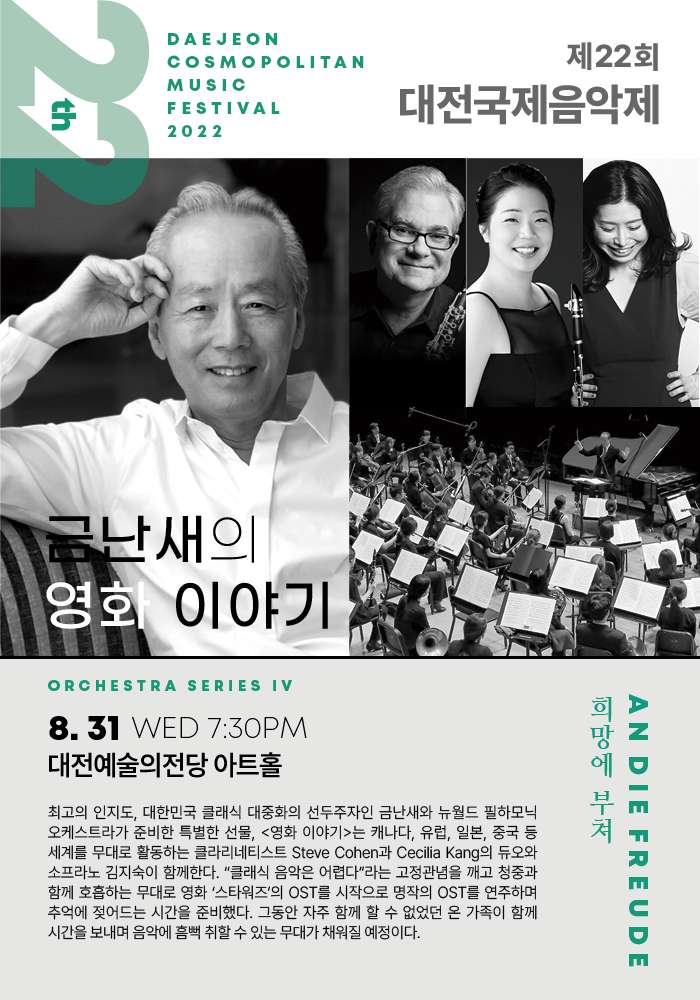 22
th
DAEJEON
COSMOPOLITAN
MUSIC
FESTIVAL
2022
제22회
대전국제음악제
금난새의
영화 이야기
ORCHESTRA SERIES IV
8. 31 WED 7:30PM
대전예술의전당 아트홀
최고의 인지도, 대한민국 클래식 대중화의 선두주자인 금난새와 뉴월드 필하모닉
오케스트라가 준비한 특별한 선물, <영화 이야기>는 캐나다, 유럽, 일본, 중국 등
세계를 무대로 활동하는 클라리네티스트 Steve Cohen과 Cecilia Kang의 듀오와
소프라노 김지숙이 함께한다. “클래식 음악은 어렵다”라는 고정관념을 깨고 청중과
함께 호흡하는 무대로 영화 ‘스타워즈’의 OST를 시작으로 명작의 OST를 연주하며
추억에 젖어드는 시간을 준비했다. 그동안 자주 함께 할 수 없었던 온 가족이 함께
시간을 보내며 음악에 흠뻑 취할 수 있는 무대가 채워질 예정이다.
희망에 부쳐
AN DIE FREUDE